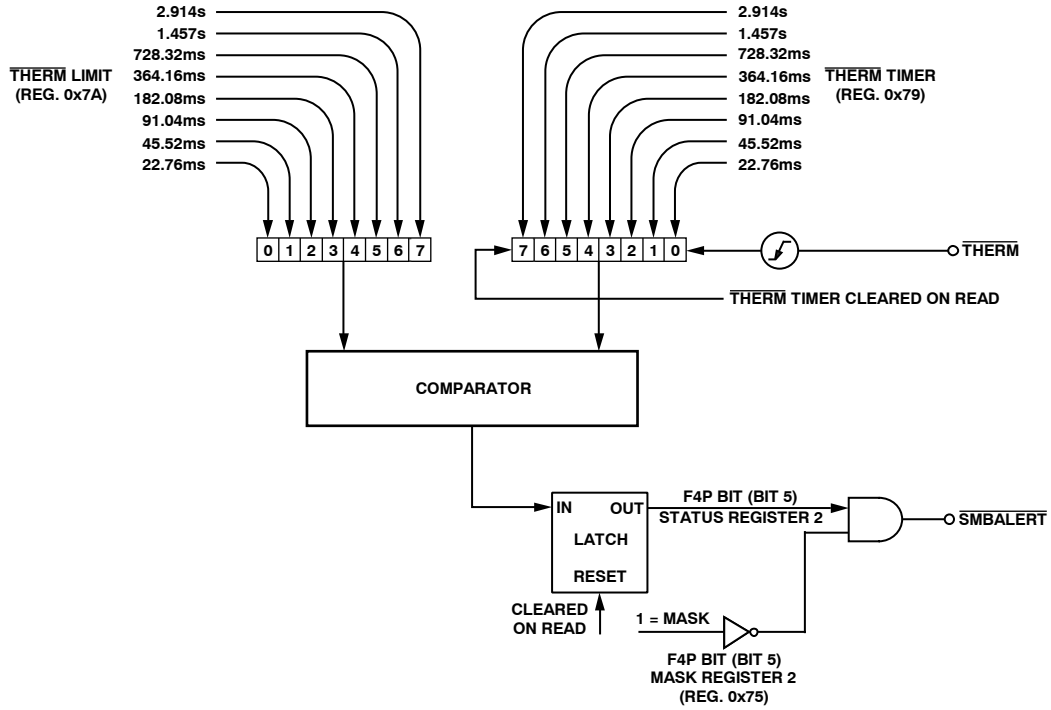 2.914s
1.457s
728.32ms
364.16ms
182.08ms
91.04ms
45.52ms
22.76ms
THERM LIMIT
(REG. 0x7A)
2.914s
1.457s
728.32ms
364.16ms
182.08ms
91.04ms
45.52ms
22.76ms
THERM TIMER
(REG. 0x79)
0 1 2 3 4 5 6 7
7 6 5 4 3 2 1 0
THERM
THERM TIMER CLEARED ON READ
COMPARATOR
IN OUT
LATCH
RESET
F4P BIT (BIT 5)
STATUS REGISTER 2
SMBALERT
CLEARED
ON READ
1 = MASK
F4P BIT (BIT 5)
MASK REGISTER 2
(REG. 0x75)